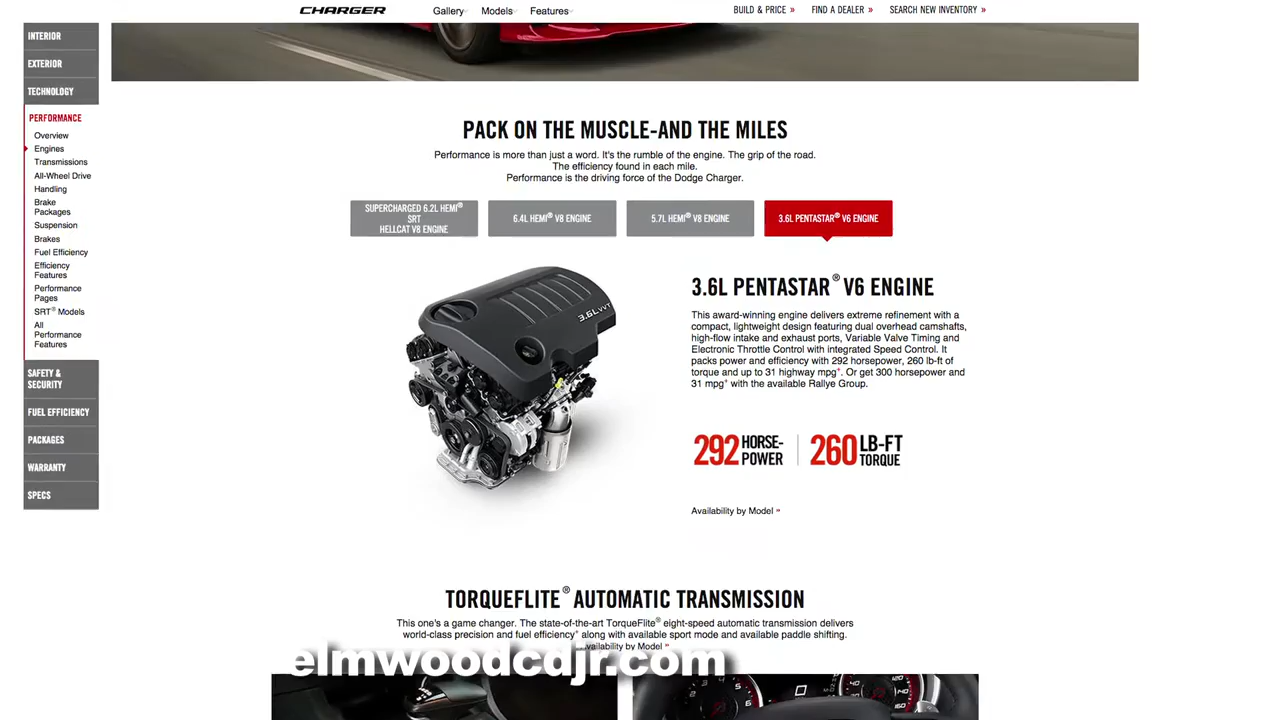 CHARGER
Gallery
Models
Features
BUILD & PRICE »
FIND A DEALER »
SEARCH NEW INVENTORY »
INTERIOR
EXTERIOR
TECHNOLOGY
PERFORMANCE
Overview
Engines
Transmissions
All-Wheel Drive
Handling
Brake
Packages
Suspension
Brakes
Fuel Efficiency
Efficiency
Features
Performance
Pages
SRT® Models
All
Performance
Features
SAFETY &
SECURITY
FUEL EFFICIENCY
PACKAGES
WARRANTY
SPECS
PACK ON THE MUSCLE-AND THE MILES
Performance is more than just a word. It's the rumble of the engine. The grip of the road.
The efficiency found in each mile.
Performance is the driving force of the Dodge Charger.
SUPERCHARGED 6.2L HEMI®
SRT
HELLCAT V8 ENGINE
6.4L HEMI® V8 ENGINE
5.7L HEMI® V8 ENGINE
3.6L PENTASTAR® V6 ENGINE
3.6L VVT
3.6L PENTASTAR® V6 ENGINE
This award-winning engine delivers extreme refinement with a
compact, lightweight design featuring dual overhead camshafts,
high-flow intake and exhaust ports, Variable Valve Timing and
Electronic Throttle Control with integrated Speed Control. It
packs power and efficiency with 292 horsepower, 260 lb-ft of
torque and up to 31 highway mpg*. Or get 300 horsepower and
31 mpg* with the available Rallye Group.
292 HORSE-
POWER
260 LB-FT
TORQUE
Availability by Model »
TORQUEFLITE® AUTOMATIC TRANSMISSION
This one's a game changer. The state-of-the-art TorqueFlite® eight-speed automatic transmission delivers
world-class precision and fuel efficiency* along with available sport mode and available paddle shifting.
Availability by Model »
elmwoodcdjr.com